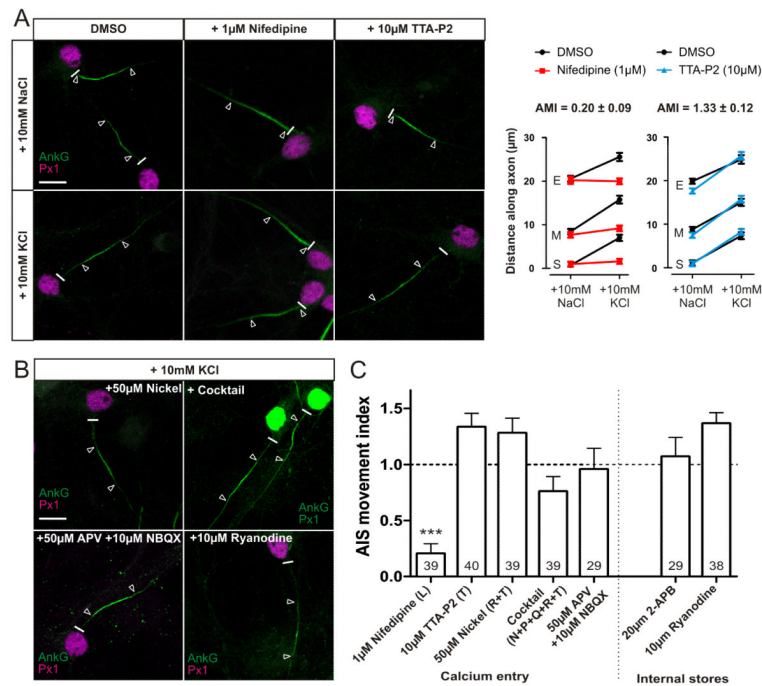 A
DMSO
+ 1µM Nifedipine
+ 10µM TTA-P2
+ 10mM NaCl
AnkG
Px1
+ 10mM KCl
DMSO
Nifedipine (1µM)
DMSO
TTA-P2 (10µM)
AMI = 0.20 ± 0.09
AMI = 1.33 ± 0.12
Distance along axon (µm)
30
20
10
0
E
M
S
+10mM
NaCl
+10mM
KCl
E
M
S
+10mM
NaCl
+10mM
KCl
B
+ 10mM KCl
+50µM Nickel
+ Cocktail
AnkG
Px1
AnkG
Px1
+50µM APV +10µM NBQX
+10µM Ryanodine
AnkG
Px1
AnkG
Px1
C
AIS movement index
1.5
1.0
0.5
0.0
***
39
40
39
39
29
29
38
1µM Nifedipine (L)
10µM TTA-P2 (T)
50µM Nickel (R+T)
Cocktail
(N+P+Q+R+T)
50µM APV
+10µM NBQX
20µm 2-APB
10µm Ryanodine
Calcium entry
Internal stores